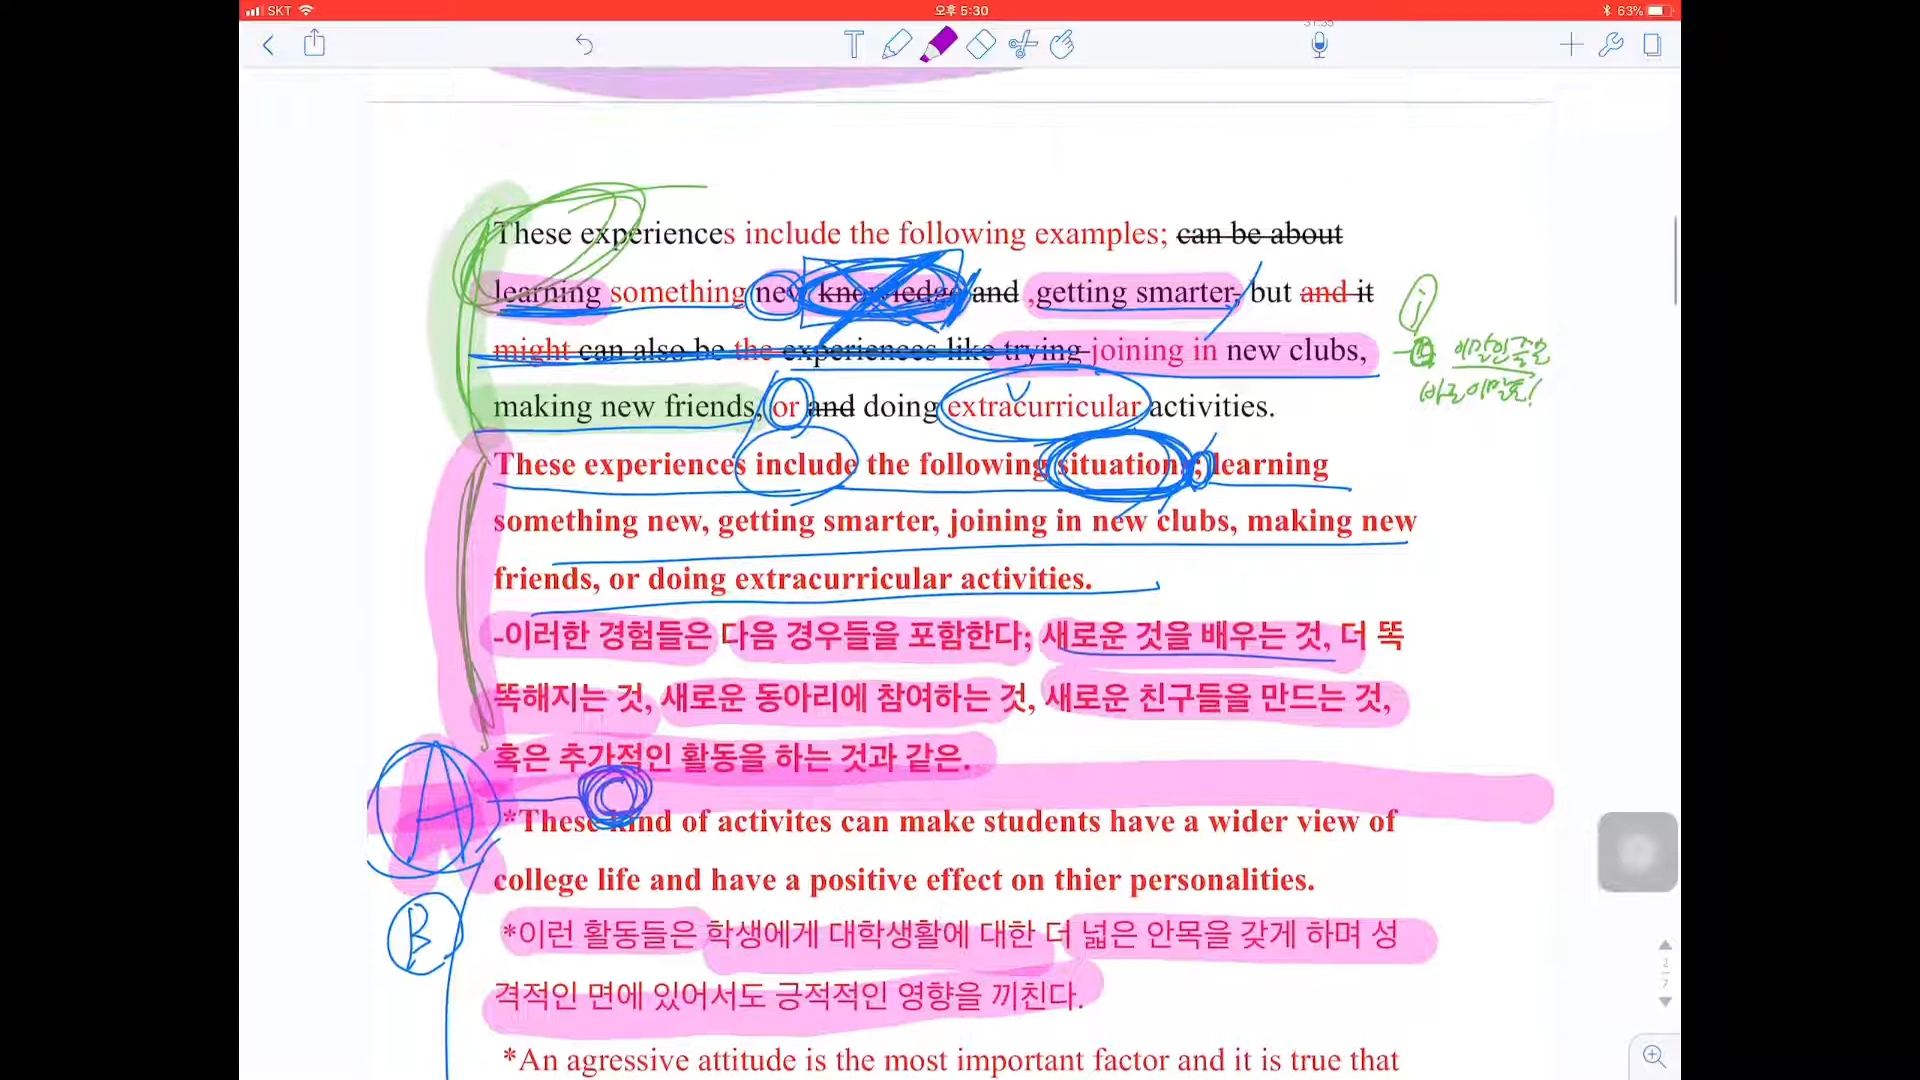 SKT
오후 5:30
63%
31:35
T
These experiences include the following examples; can be about
learning something new knowledge and ,getting smarter, but and it
might can also be the experiences like trying joining in new clubs,
making new friends, or and doing extracurricular activities.
These experiences include the following situation; learning
something new, getting smarter, joining in new clubs, making new
friends, or doing extracurricular activities.
-이러한 경험들은 다음 경우들을 포함한다; 새로운 것을 배우는 것, 더 똑
똑해지는 것, 새로운 동아리에 참여하는 것, 새로운 친구들을 만드는 것,
혹은 추가적인 활동을 하는 것과 같은.
A
*These kind of activites can make students have a wider view of
college life and have a positive effect on thier personalities.
B
*이런 활동들은 학생에게 대학생활에 대한 더 넓은 안목을 갖게 하며 성
격적인 면에 있어서도 긍적적인 영향을 끼친다.
2
7
*An agressive attitude is the most important factor and it is true that